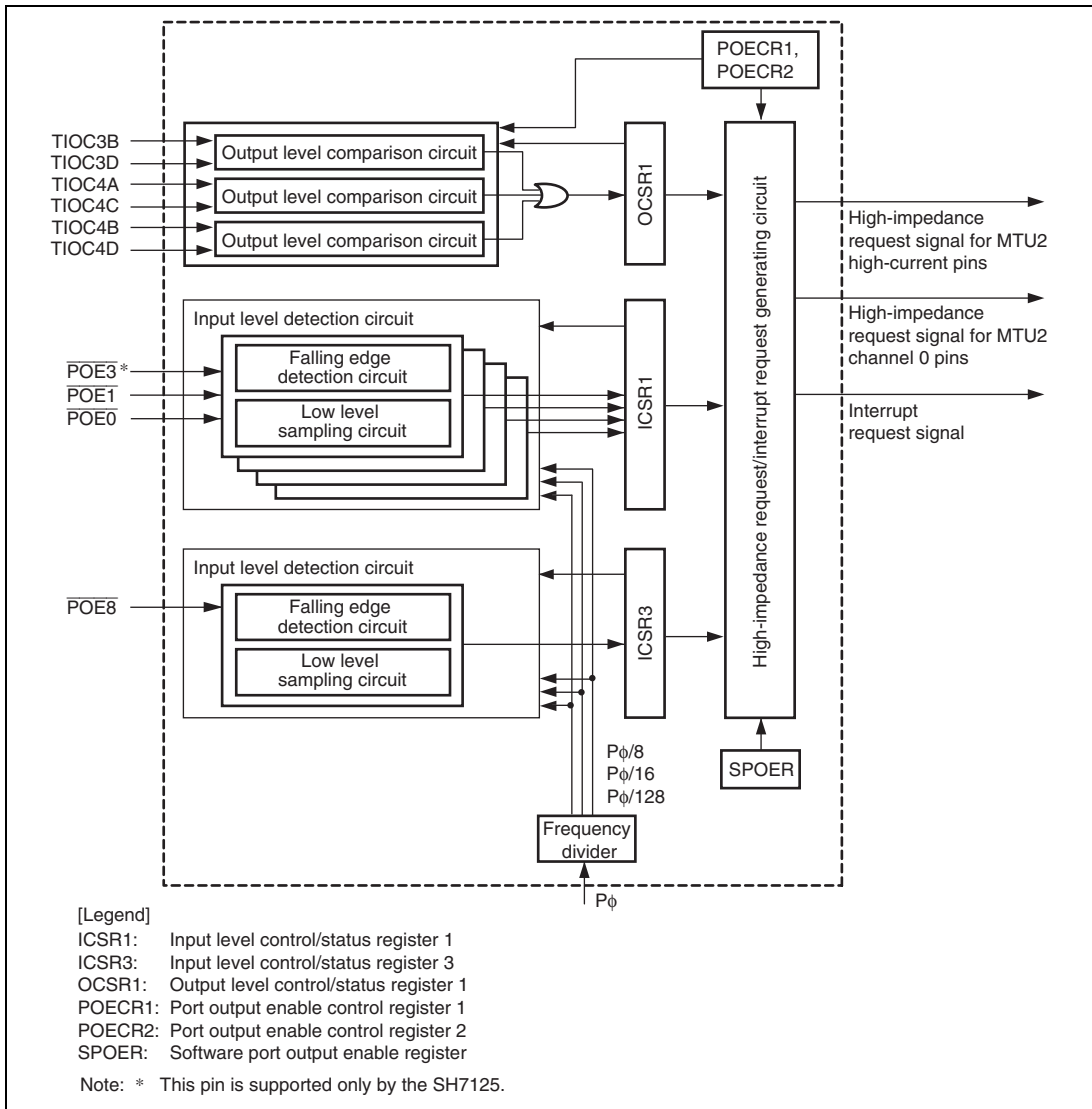 POECR1,
POECR2
TIOC3B
TIOC3D
TIOC4A
TIOC4C
TIOC4B
TIOC4D
Output level comparison circuit
Output level comparison circuit
Output level comparison circuit
OCSR1
High-impedance request/interrupt request generating circuit
High-impedance
request signal for MTU2
high-current pins
Input level detection circuit
POE3 *
POE1
POE0
Falling edge
detection circuit
Low level
sampling circuit
ICSR1
High-impedance
request signal for MTU2
channel 0 pins
Interrupt
request signal
Input level detection circuit
POE8
Falling edge
detection circuit
Low level
sampling circuit
ICSR3
Pφ/8
Pφ/16
Pφ/128
SPOER
Frequency
divider
Pφ
[Legend]
ICSR1: Input level control/status register 1
ICSR3: Input level control/status register 3
OCSR1: Output level control/status register 1
POECR1: Port output enable control register 1
POECR2: Port output enable control register 2
SPOER: Software port output enable register
Note: * This pin is supported only by the SH7125.